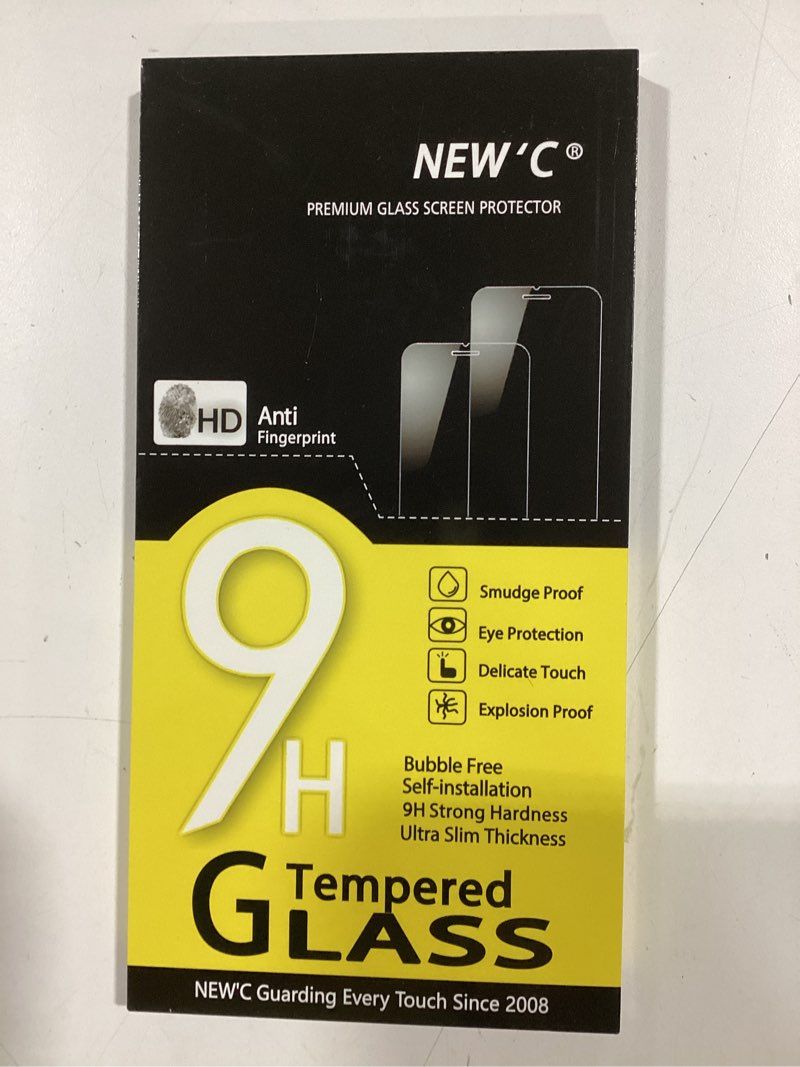 NEW'C®
PREMIUM GLASS SCREEN PROTECTOR
HD
Anti
Fingerprint
9H
Smudge Proof
Eye Protection
Delicate Touch
Explosion Proof
Bubble Free
Self-installation
9H Strong Hardness
Ultra Slim Thickness
Tempered
GLASS
NEW'C Guarding Every Touch Since 2008